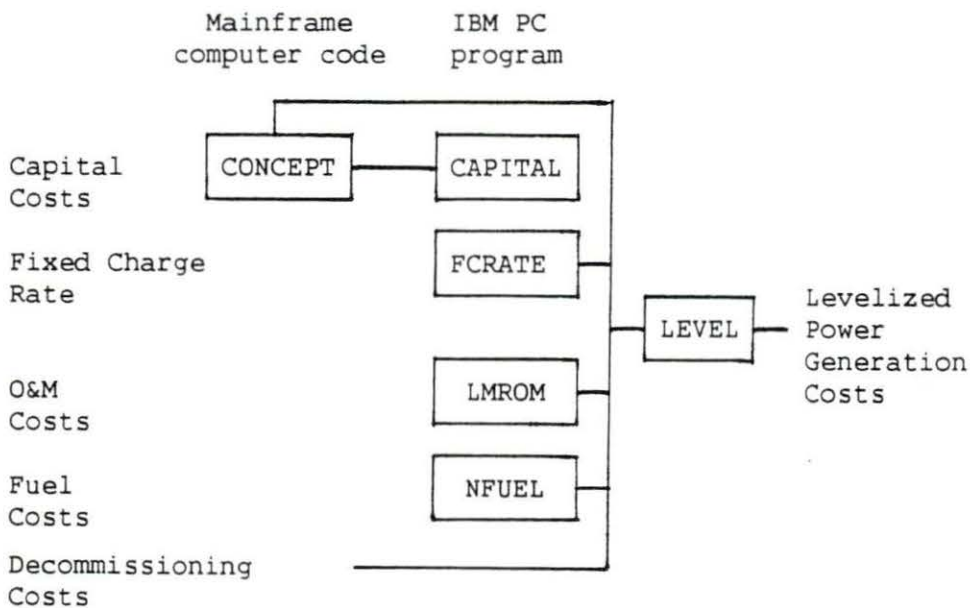 Mainframe
computer code
IBM PC
program
Capital
Costs
CONCEPT
CAPITAL
Fixed Charge
Rate
FCRATE
LEVEL
Levelized
Power
Generation
Costs
O&M
Costs
LMROM
Fuel
Costs
NFUEL
Decommissioning
Costs